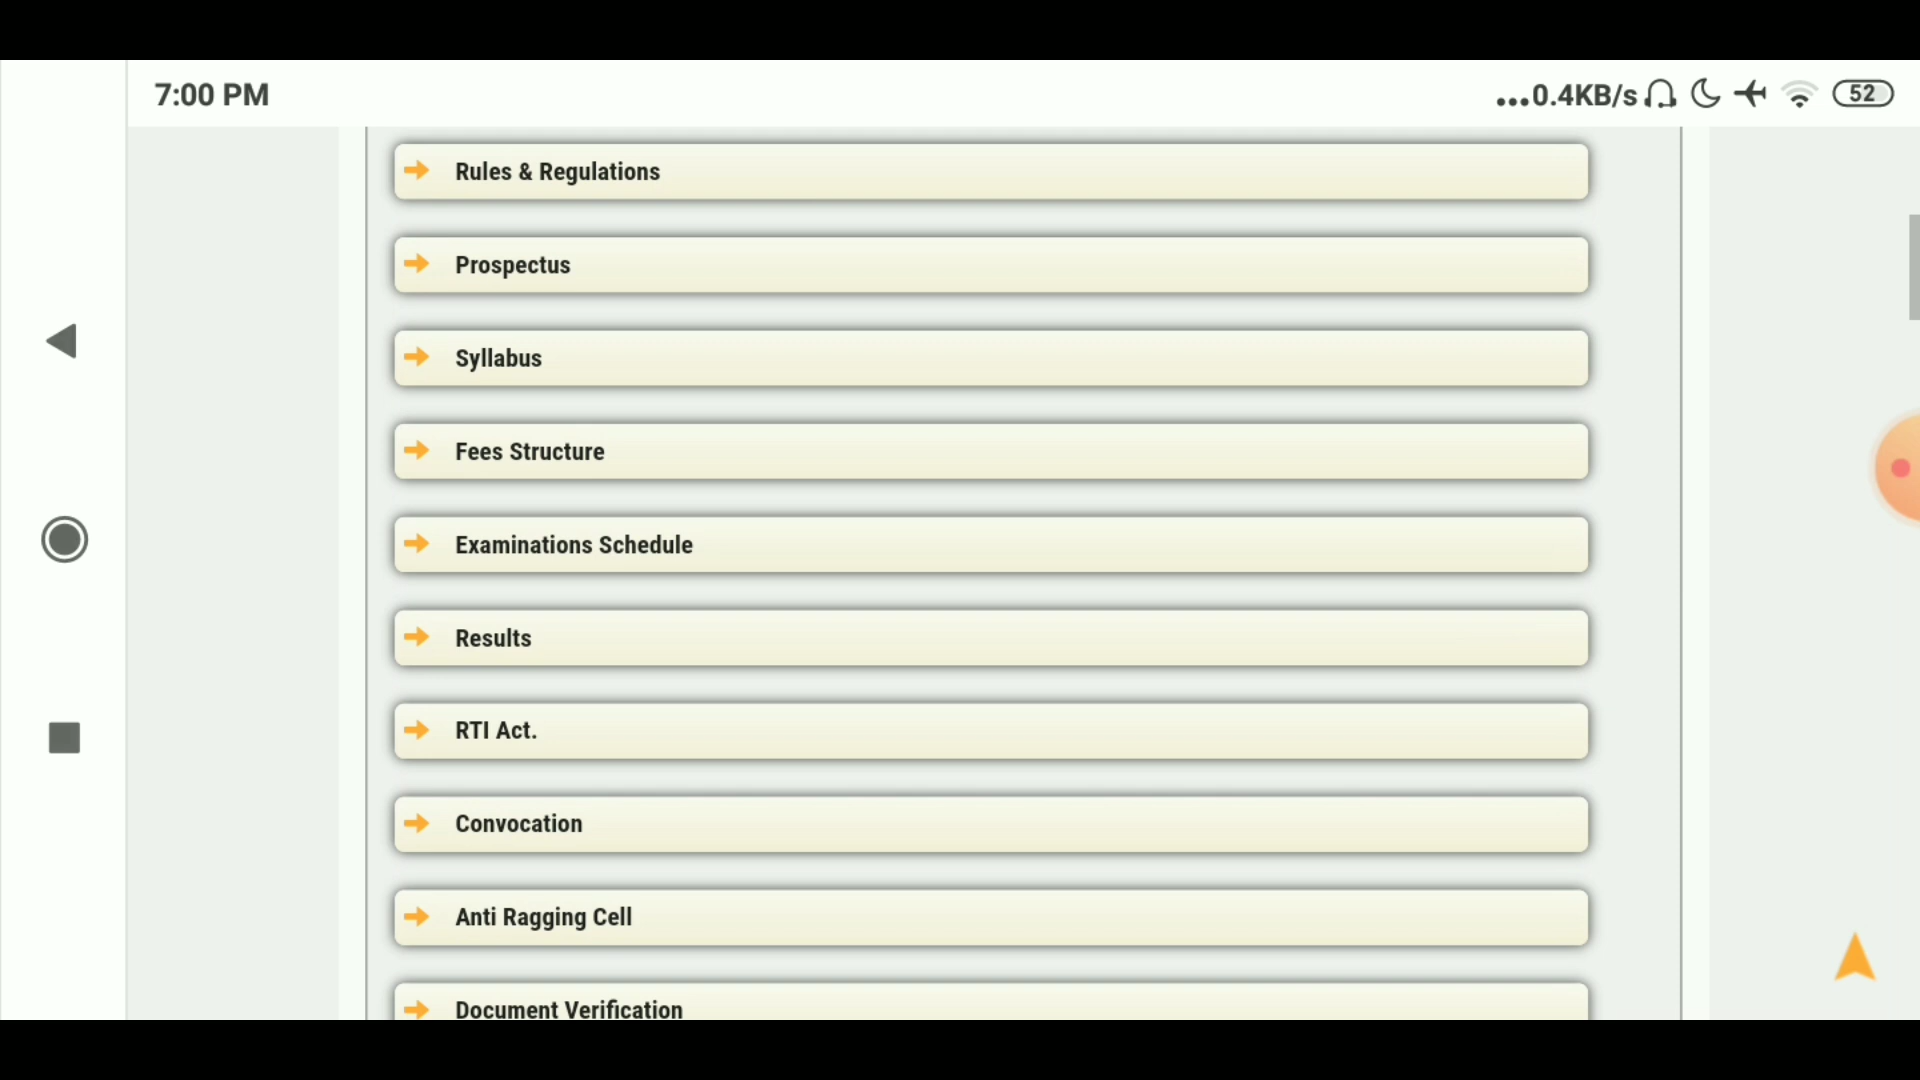 7:00 PM
...0.4KB/s 52
Rules & Regulations
Prospectus
Syllabus
Fees Structure
Examinations Schedule
Results
RTI Act.
Convocation
Anti Ragging Cell
Document Verification